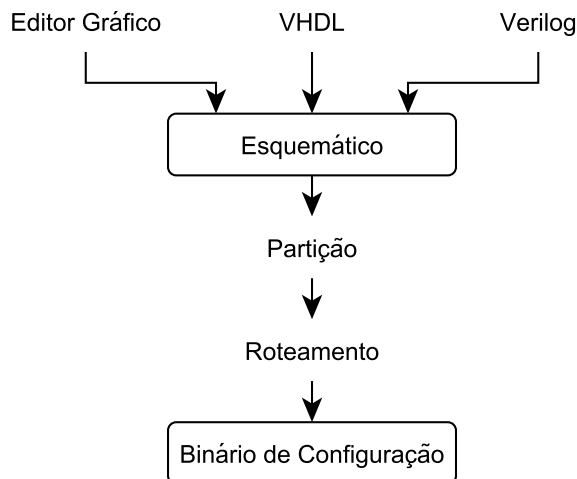 Editor Gráfico
VHDL
Verilog
Esquemático
Partição
Roteamento
Binário de Configuração